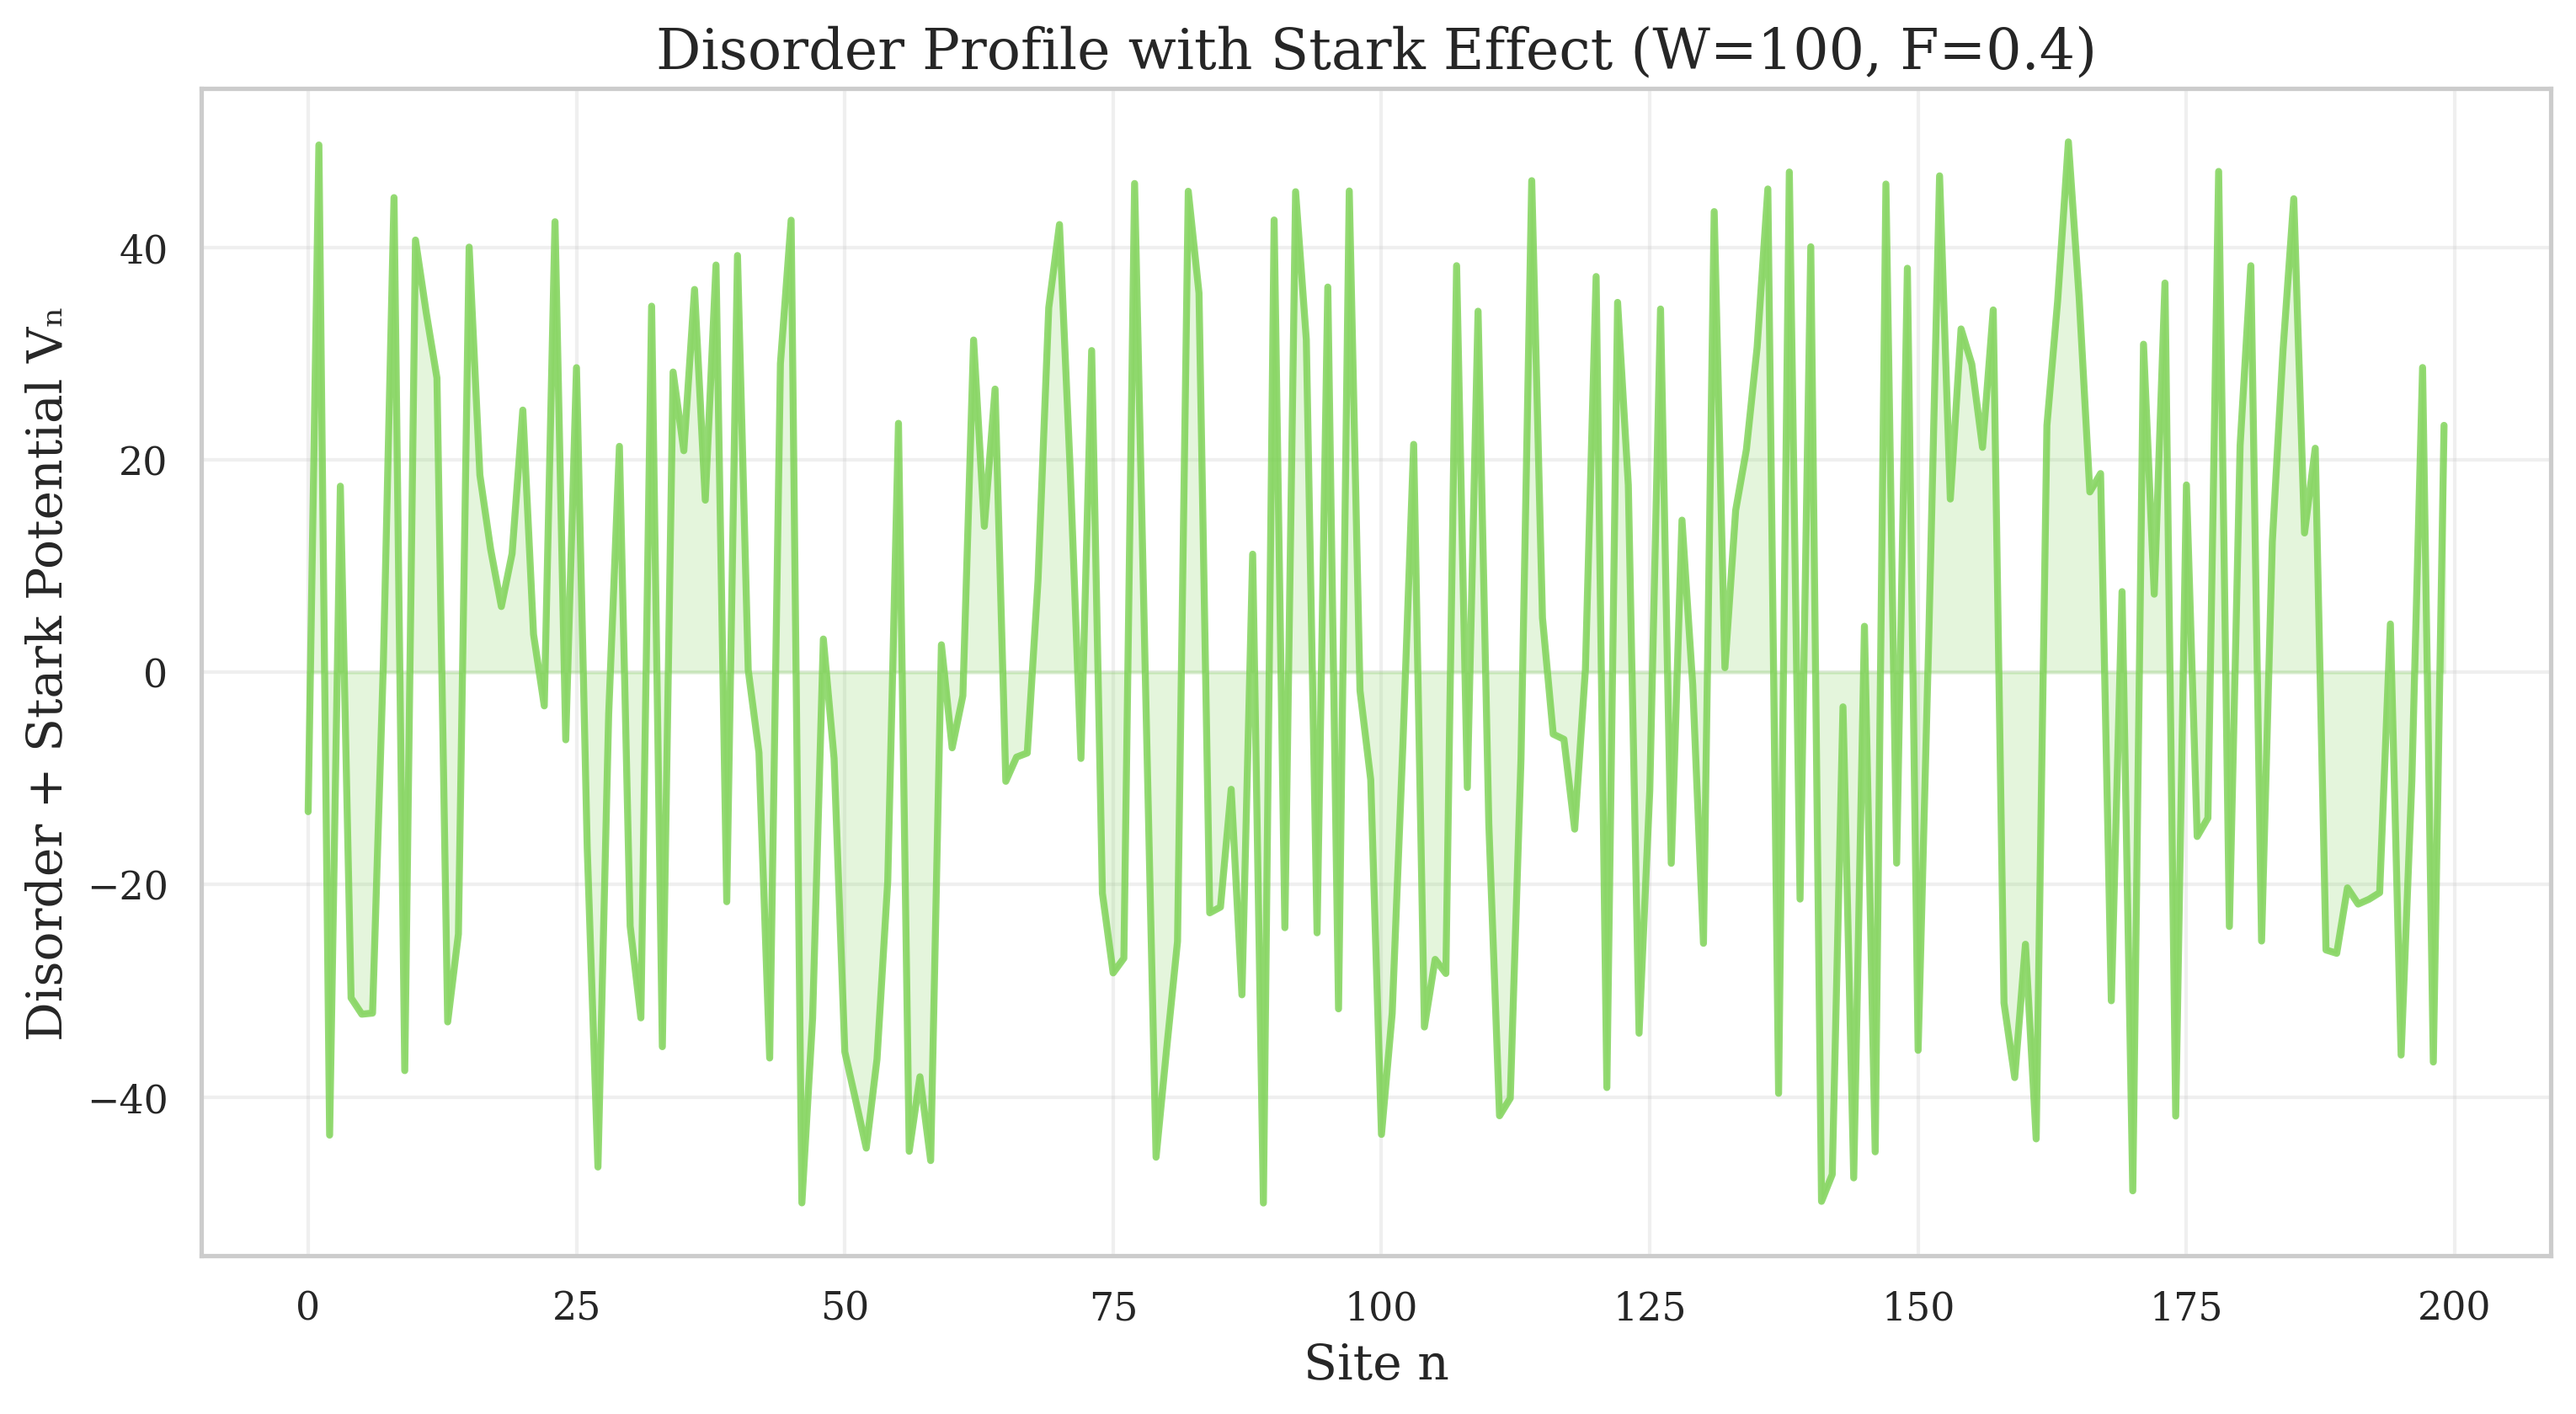 Disorder Profile with Stark Effect (W=100, F=0.4)
Disorder + Stark Potential Vₙ
40
20
0
−20
−40
0 25 50 75 100 125 150 175 200
Site n